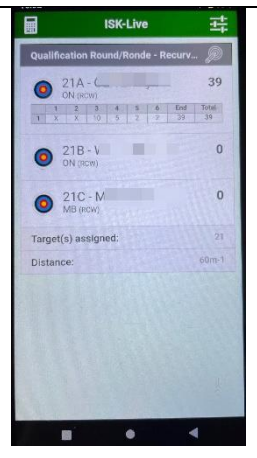 ISK-Live
Qualification Round/Ronde - Recurv...
21A - 39
ON (RCW)
1 2 3 4 5 6 End Total
1 X X 10 5 2 2 39 39
21B - 0
ON (RCW)
21C - M 0
MB (RCW)
Target(s) assigned: 21
Distance: 60m-1